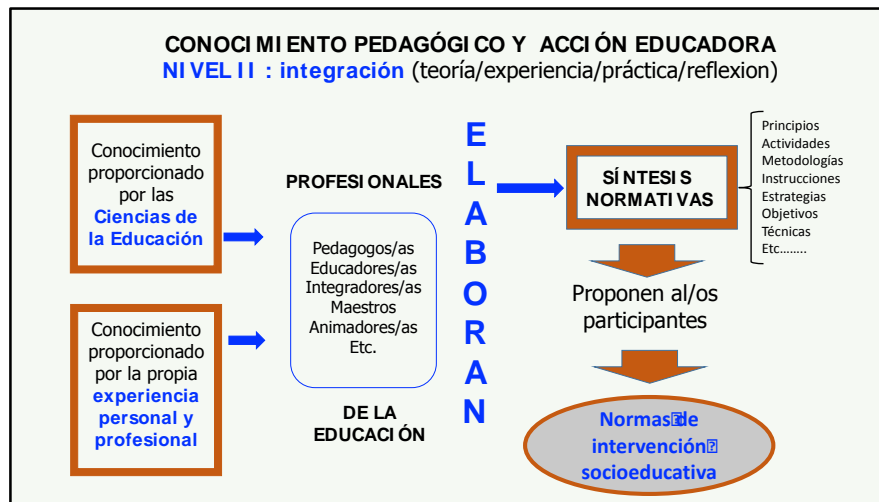 CONOCIMIENTO PEDAGÓGICO Y ACCIÓN EDUCADORA
NIVEL II : integración (teoría/experiencia/práctica/reflexion)
Conocimiento
proporcionado
por las
Ciencias de
la Educación
Conocimiento
proporcionado
por la propia
experiencia
personal y
profesional
PROFESIONALES
Pedagogos/as
Educadores/as
Integradores/as
Maestros
Animadores/as
Etc.
DE LA
EDUCACIÓN
ELABORAN
SÍNTESIS
NORMATIVAS
Principios
Actividades
Metodologías
Instrucciones
Estrategias
Objetivos
Técnicas
Etc........
Proponen al/os
participantes
Normas de
intervención
socioeducativa